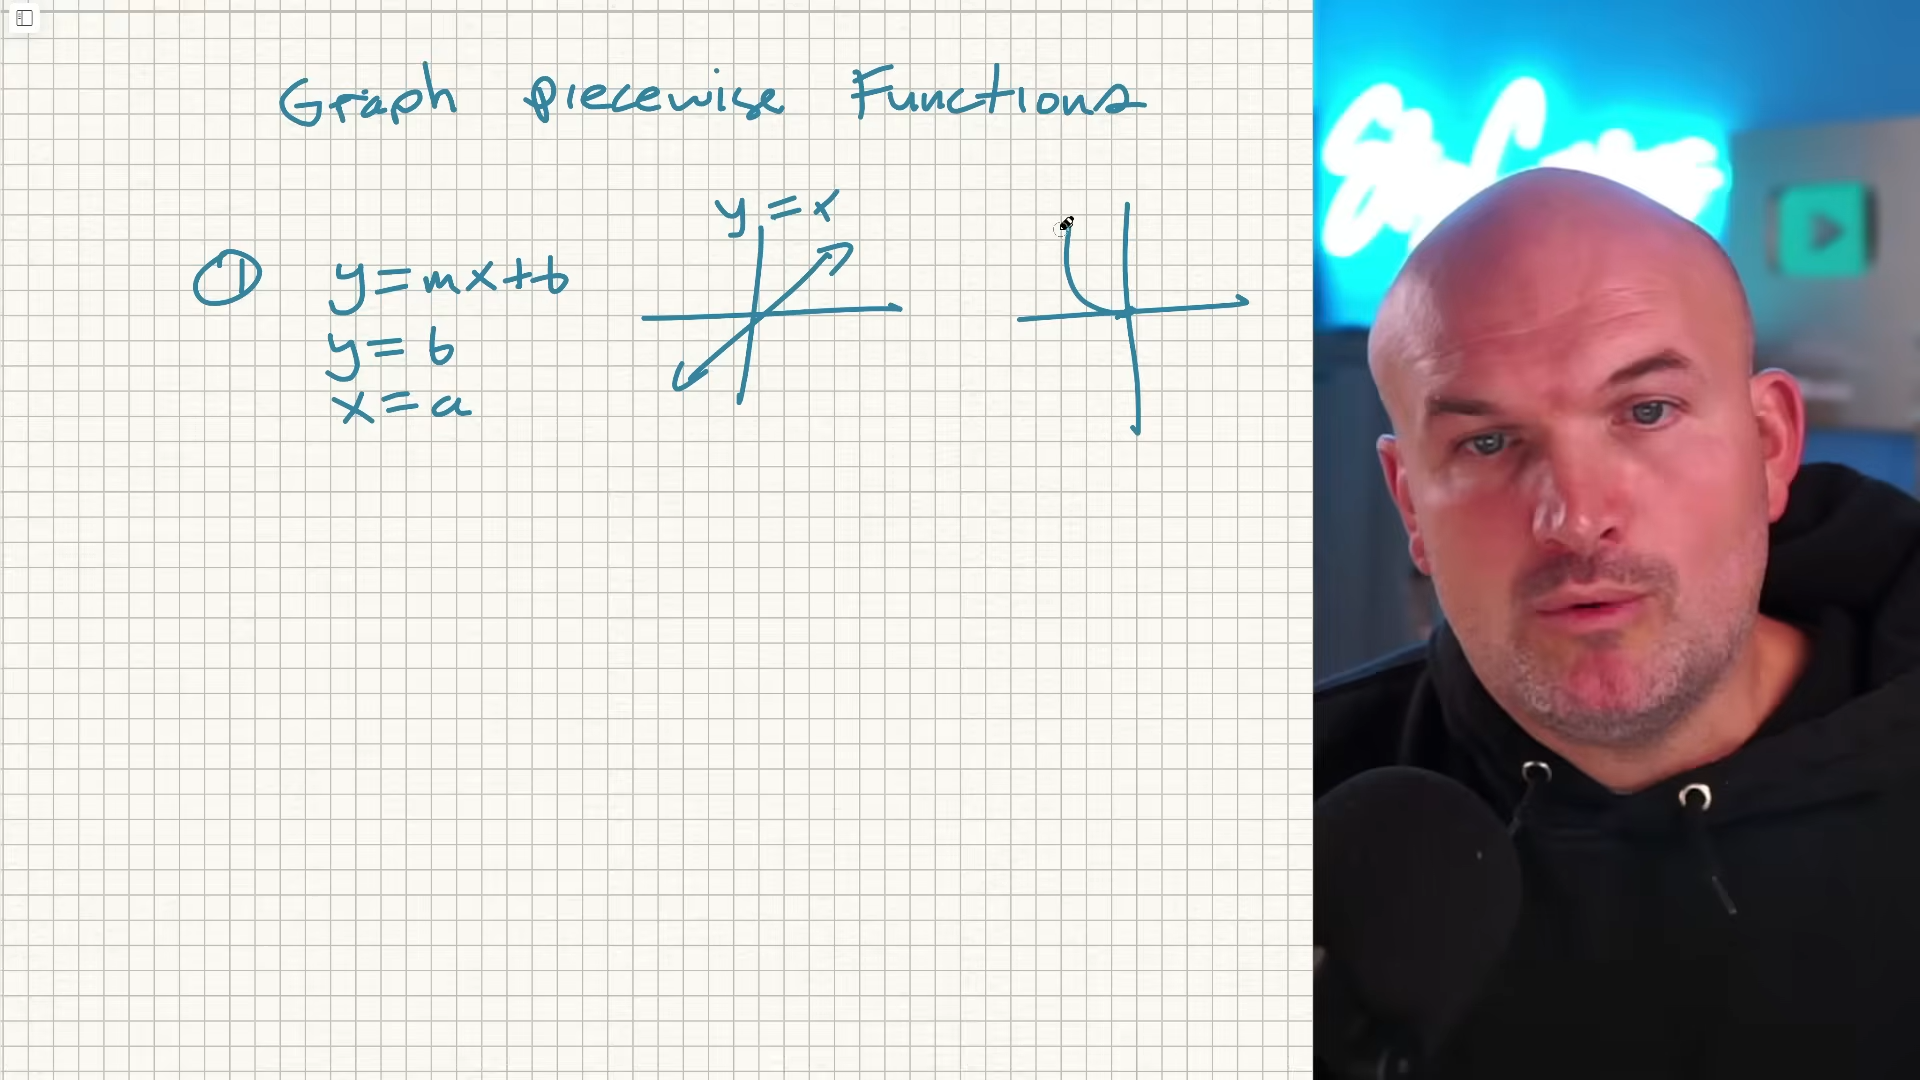 Graph piecewise Functions
y = x
① y = mx + b
y = b
x = a